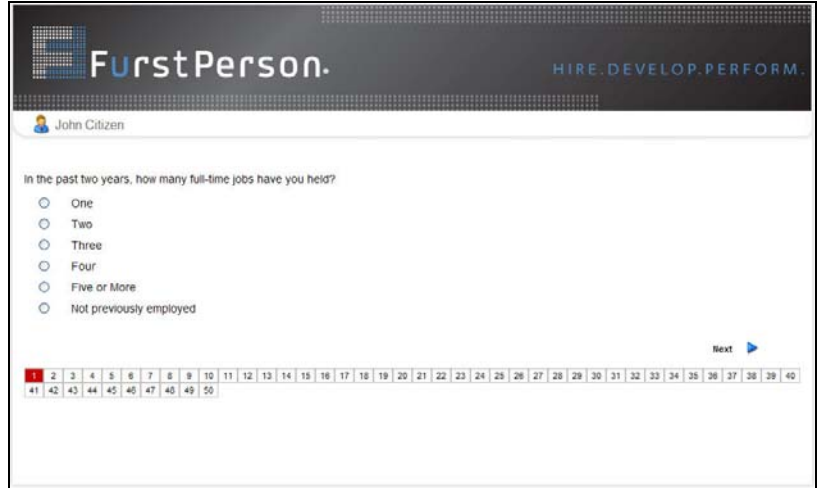 FurstPerson.
HIRE.DEVELOP.PERFORM.
John Citizen
In the past two years, how many full-time jobs have you held?
One
Two
Three
Four
Five or More
Not previously employed
Next
1 2 3 4 5 6 7 8 9 10 11 12 13 14 15 16 17 18 19 20 21 22 23 24 25 26 27 28 29 30 31 32 33 34 35 36 37 38 39 40
41 42 43 44 45 46 47 48 49 50